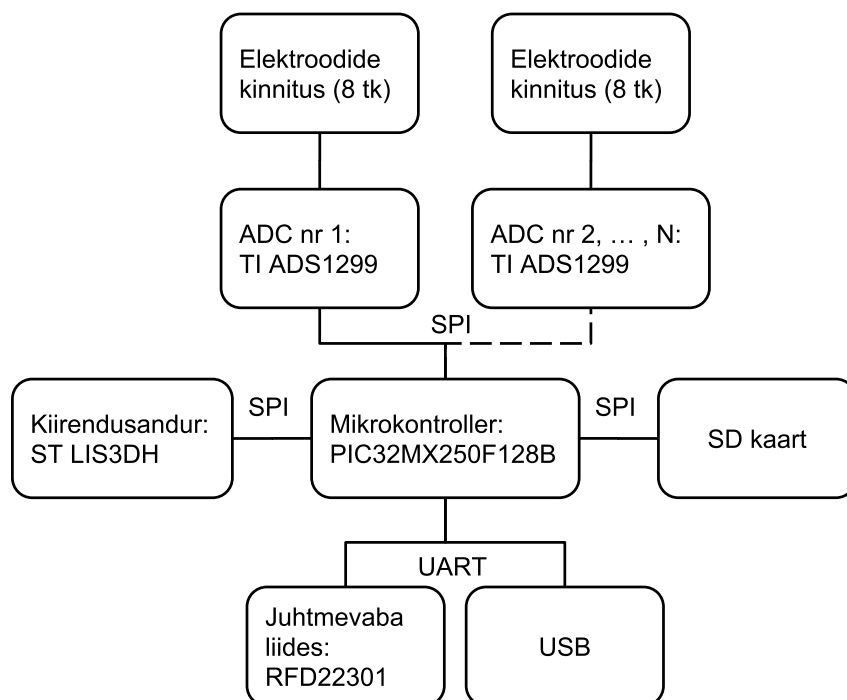 Elektroodide
kinnitus (8 tk)
Elektroodide
kinnitus (8 tk)
ADC nr 1:
TI ADS1299
ADC nr 2, … , N:
TI ADS1299
SPI
Kiirendusandur:
ST LIS3DH
SPI
Mikrokontroller:
PIC32MX250F128B
SPI
SD kaart
UART
Juhtmevaba
liides:
RFD22301
USB